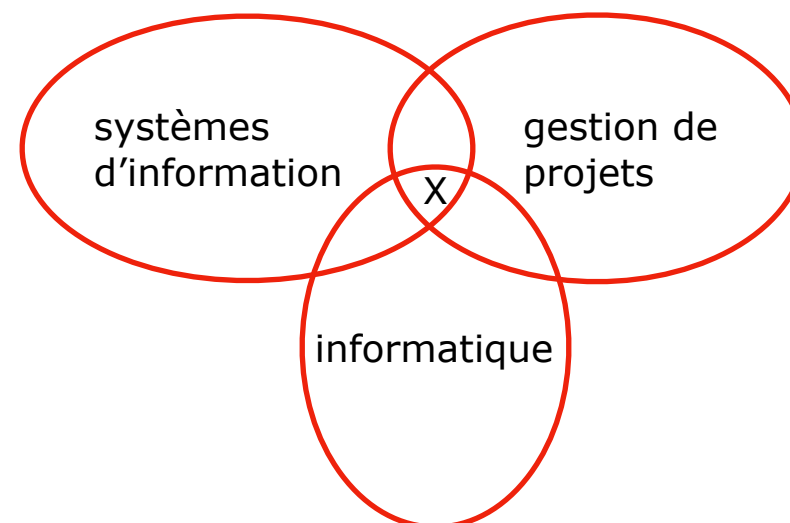 systèmes
d’information
gestion de
projets
X
informatique